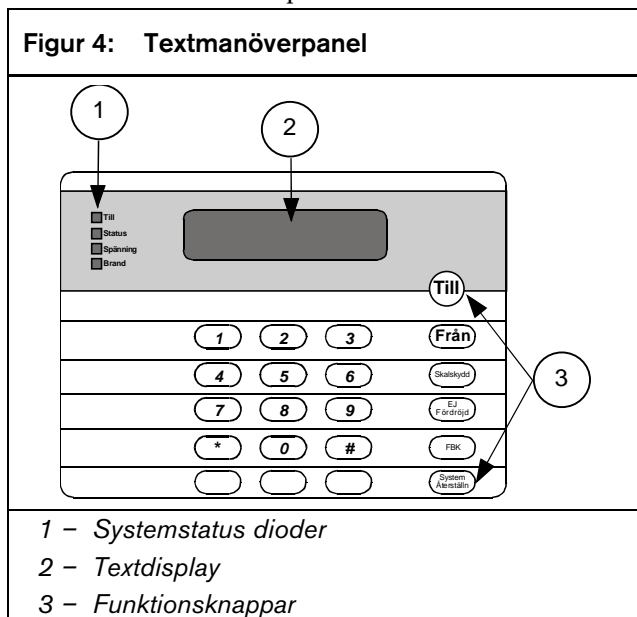 Figur 4: Textmanöverpanel
1
2
Till
Status
Spänning
Brand
Till
1 2 3 Från
4 5 6 Skalskydd
3
7 8 9 EJ
Fördröjd
* 0 # FBK
System
Återställn
1 – Systemstatus dioder
2 – Textdisplay
3 – Funktionsknappar